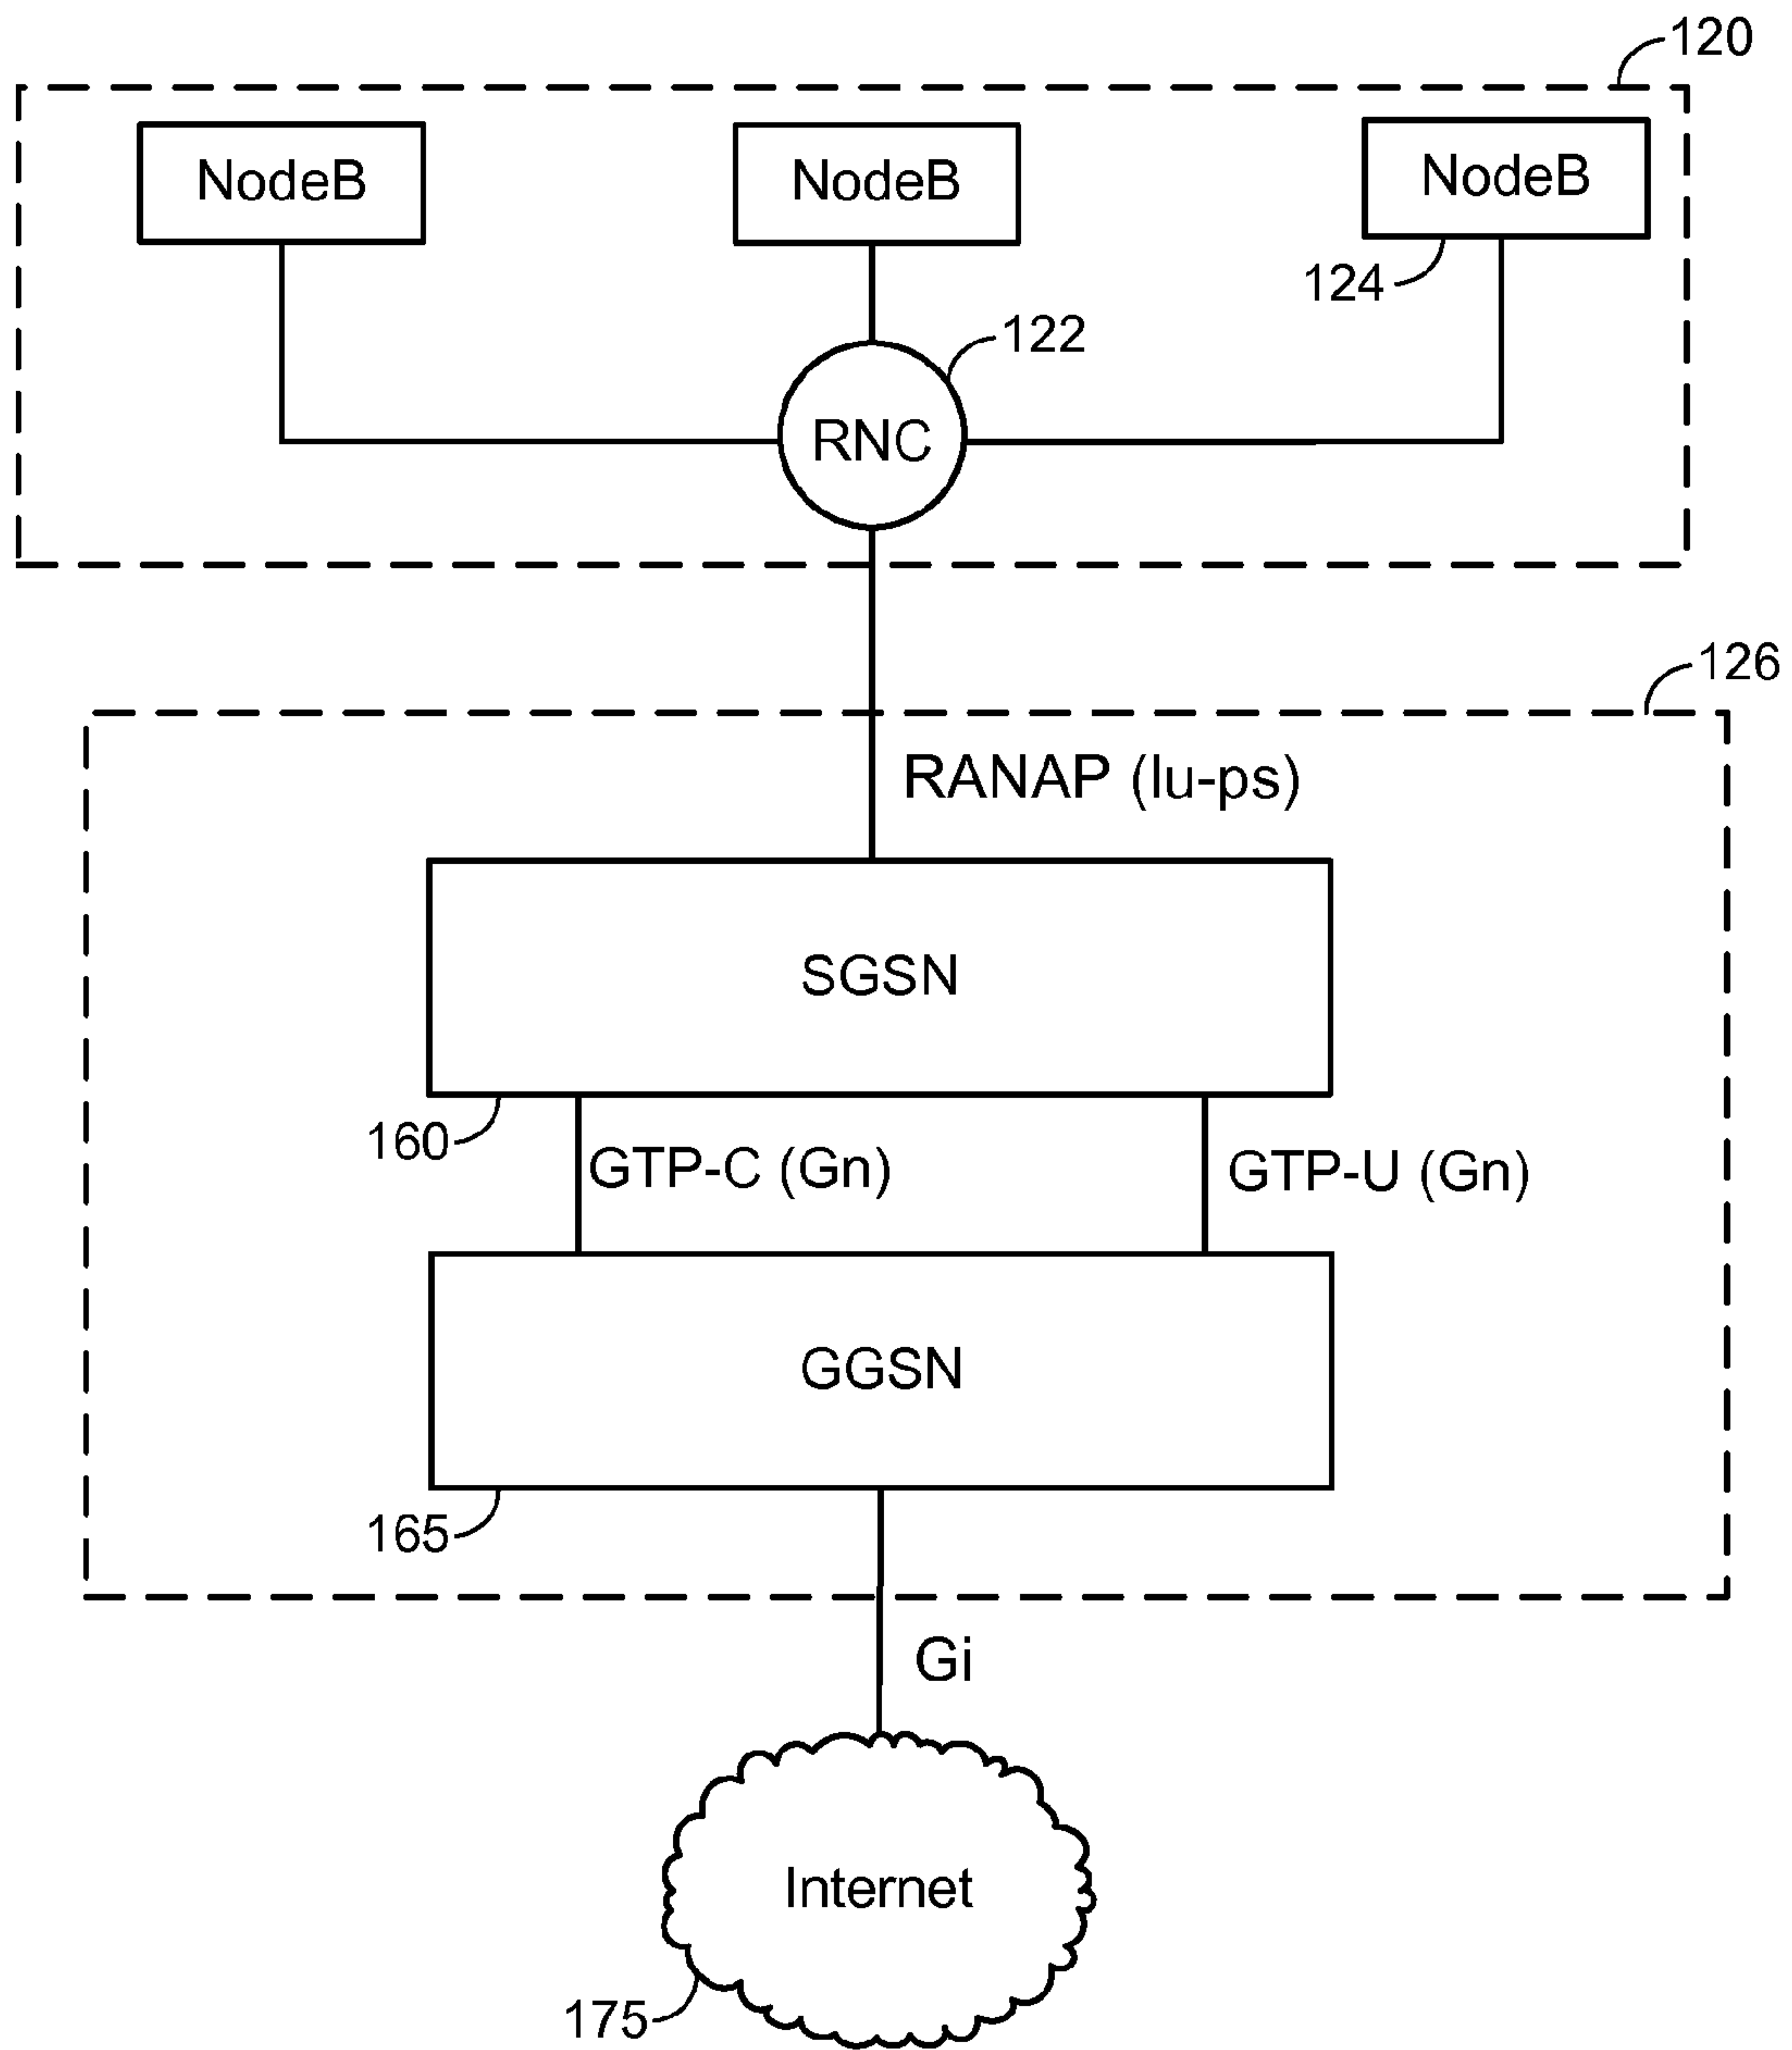 120
NodeB
NodeB
NodeB
124
122
RNC
126
RANAP (Iu-ps)
SGSN
160
GTP-C (Gn)
GTP-U (Gn)
GGSN
165
Gi
Internet
175